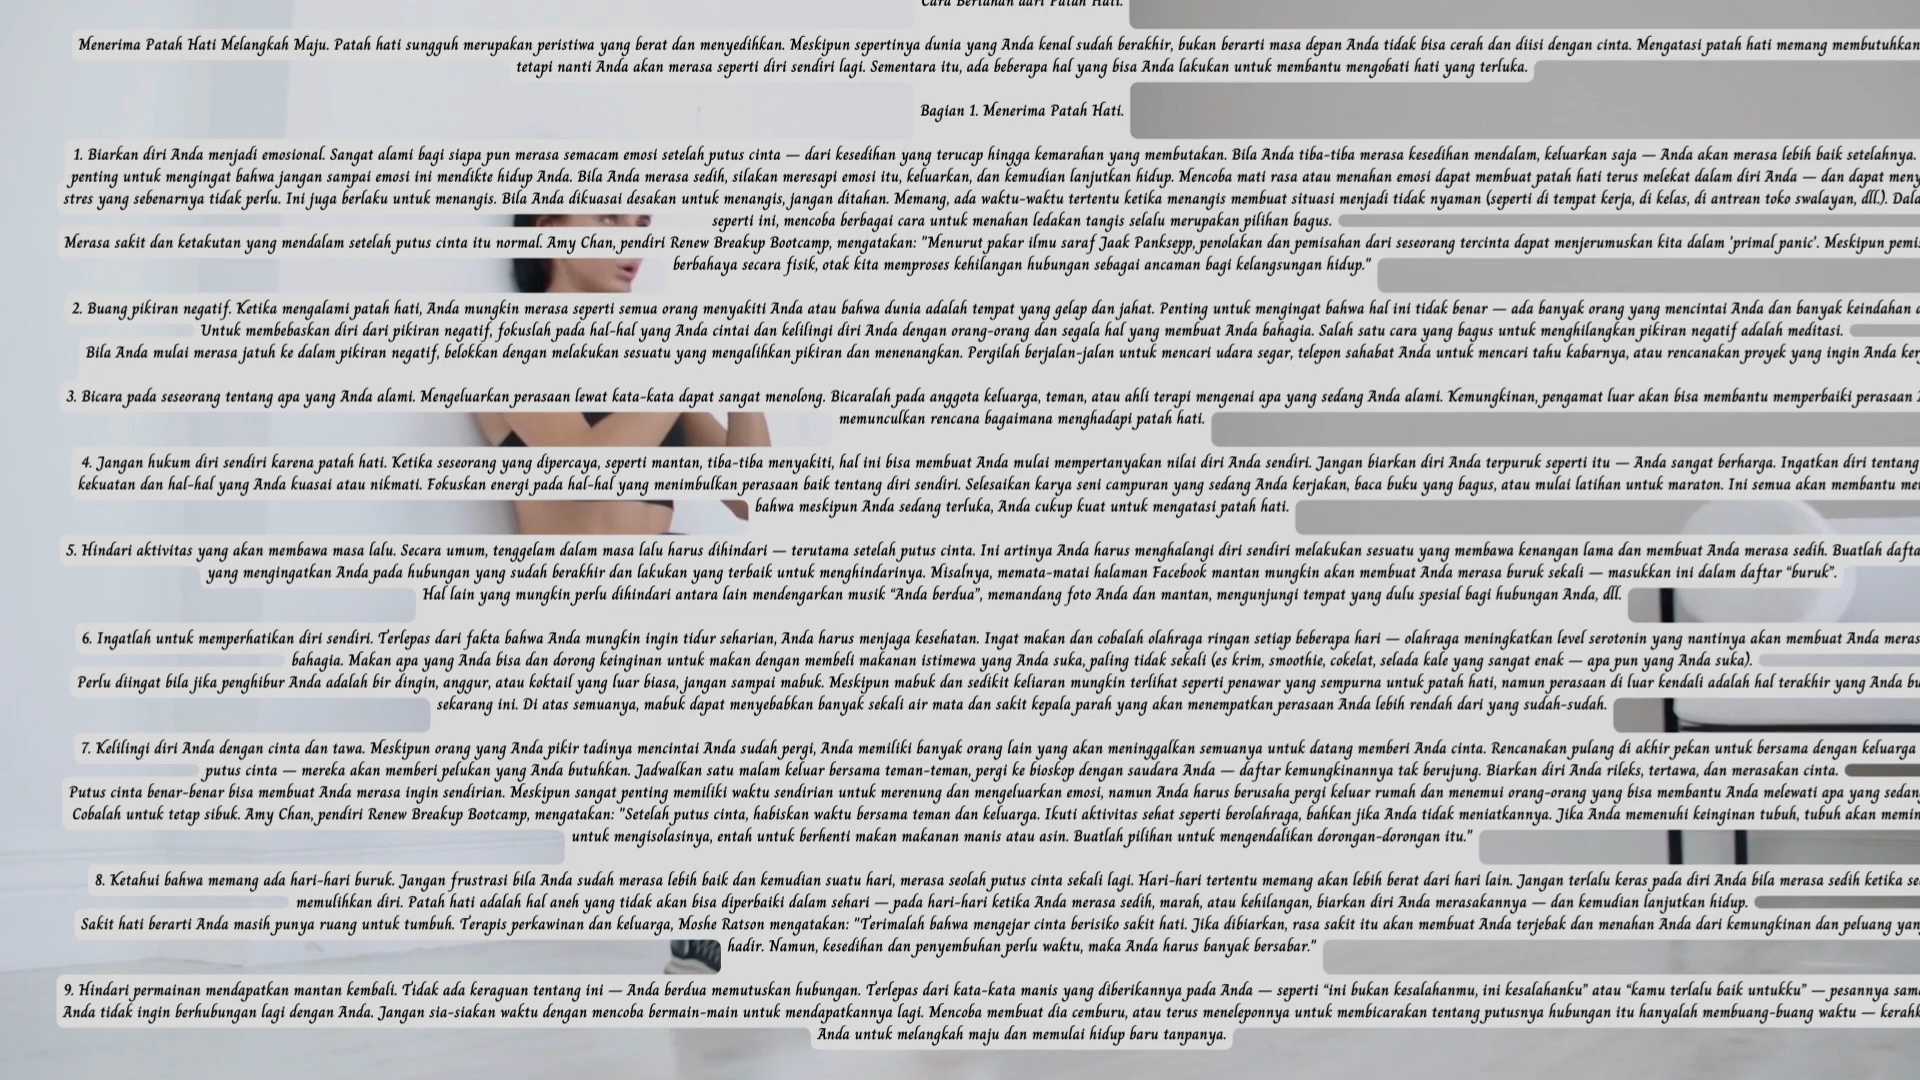 Cara Bertahan dari Patah Hati.
Menerima Patah Hati Melangkah Maju. Patah hati sungguh merupakan peristiwa yang berat dan menyedihkan. Meskipun sepertinya dunia yang Anda kenal sudah berakhir, bukan berarti masa depan Anda tidak bisa cerah dan diisi dengan cinta. Mengatasi patah hati memang membutuhkan
tetapi nanti Anda akan merasa seperti diri sendiri lagi. Sementara itu, ada beberapa hal yang bisa Anda lakukan untuk membantu mengobati hati yang terluka.
Bagian 1. Menerima Patah Hati.
1. Biarkan diri Anda menjadi emosional. Sangat alami bagi siapa pun merasa semacam emosi setelah putus cinta — dari kesedihan yang terucap hingga kemarahan yang membutakan. Bila Anda tiba-tiba merasa kesedihan mendalam, keluarkan saja — Anda akan merasa lebih baik setelahnya.
penting untuk mengingat bahwa jangan sampai emosi ini mendikte hidup Anda. Bila Anda merasa sedih, silakan meresapi emosi itu, keluarkan, dan kemudian lanjutkan hidup. Mencoba mati rasa atau menahan emosi dapat membuat patah hati terus melekat dalam diri Anda — dan dapat
stres yang sebenarnya tidak perlu. Ini juga berlaku untuk menangis. Bila Anda dikuasai desakan untuk menangis, jangan ditahan. Memang, ada waktu-waktu tertentu ketika menangis membuat situasi menjadi tidak nyaman (seperti di tempat kerja, di kelas, di antrean toko swalayan, dll.).
seperti ini, mencoba berbagai cara untuk menahan ledakan tangis selalu merupakan pilihan bagus.
Merasa sakit dan ketakutan yang mendalam setelah putus cinta itu normal. Amy Chan, pendiri Renew Breakup Bootcamp, mengatakan: "Menurut pakar ilmu saraf Jaak Panksepp, penolakan dan pemisahan dari seseorang tercinta dapat menjerumuskan kita dalam 'primal panic'. Meskipun
berbahaya secara fisik, otak kita memproses kehilangan hubungan sebagai ancaman bagi kelangsungan hidup."
2. Buang pikiran negatif. Ketika mengalami patah hati, Anda mungkin merasa seperti semua orang menyakiti Anda atau bahwa dunia adalah tempat yang gelap dan jahat. Penting untuk mengingat bahwa hal ini tidak benar — ada banyak orang yang mencintai Anda dan banyak keindahan
Untuk membebaskan diri dari pikiran negatif, fokuslah pada hal-hal yang Anda cintai dan kelilingi diri Anda dengan orang-orang dan segala hal yang membuat Anda bahagia. Salah satu cara yang bagus untuk menghilangkan pikiran negatif adalah meditasi.
Bila Anda mulai merasa jatuh ke dalam pikiran negatif, belokkan dengan melakukan sesuatu yang mengalihkan pikiran dan menenangkan. Pergilah berjalan-jalan untuk mencari udara segar, telepon sahabat Anda untuk mencari tahu kabarnya, atau rencanakan proyek yang ingin Anda
3. Bicara pada seseorang tentang apa yang Anda alami. Mengeluarkan perasaan lewat kata-kata dapat sangat menolong. Bicaralah pada anggota keluarga, teman, atau ahli terapi mengenai apa yang sedang Anda alami. Kemungkinan, pengamat luar akan bisa membantu memperbaiki perasaan
memunculkan rencana bagaimana menghadapi patah hati.
4. Jangan hukum diri sendiri karena patah hati. Ketika seseorang yang dipercaya, seperti mantan, tiba-tiba menyakiti, hal ini bisa membuat Anda mulai mempertanyakan nilai diri Anda sendiri. Jangan biarkan diri Anda terpuruk seperti itu — Anda sangat berharga. Ingatkan diri tentang
kekuatan dan hal-hal yang Anda kuasai atau nikmati. Fokuskan energi pada hal-hal yang menimbulkan perasaan baik tentang diri sendiri. Selesaikan karya seni campuran yang sedang Anda kerjakan, baca buku yang bagus, atau mulai latihan untuk maraton. Ini semua akan membantu
bahwa meskipun Anda sedang terluka, Anda cukup kuat untuk mengatasi patah hati.
5. Hindari aktivitas yang akan membawa masa lalu. Secara umum, tenggelam dalam masa lalu harus dihindari — terutama setelah putus cinta. Ini artinya Anda harus menghalangi diri sendiri melakukan sesuatu yang membawa kenangan lama dan membuat Anda merasa sedih. Buatlah
yang mengingatkan Anda pada hubungan yang sudah berakhir dan lakukan yang terbaik untuk menghindarinya. Misalnya, memata-matai halaman Facebook mantan mungkin akan membuat Anda merasa buruk sekali — masukkan ini dalam daftar “buruk”.
Hal lain yang mungkin perlu dihindari antara lain mendengarkan musik “Anda berdua”, memandang foto Anda dan mantan, mengunjungi tempat yang dulu spesial bagi hubungan Anda, dll.
6. Ingatlah untuk memperhatikan diri sendiri. Terlepas dari fakta bahwa Anda mungkin ingin tidur seharian, Anda harus menjaga kesehatan. Ingat makan dan cobalah olahraga ringan setiap beberapa hari — olahraga meningkatkan level serotonin yang nantinya akan membuat Anda
bahagia. Makan apa yang Anda bisa dan dorong keinginan untuk makan dengan membeli makanan istimewa yang Anda suka, paling tidak sekali (es krim, smoothie, cokelat, selada kale yang sangat enak — apa pun yang Anda suka).
Perlu diingat bila jika penghibur Anda adalah bir dingin, anggur, atau koktail yang luar biasa, jangan sampai mabuk. Meskipun mabuk dan sedikit keliaran mungkin terlihat seperti penawar yang sempurna untuk patah hati, namun perasaan di luar kendali adalah hal terakhir yang Anda
sekarang ini. Di atas semuanya, mabuk dapat menyebabkan banyak sekali air mata dan sakit kepala parah yang akan menempatkan perasaan Anda lebih rendah dari yang sudah-sudah.
7. Kelilingi diri Anda dengan cinta dan tawa. Meskipun orang yang Anda pikir tadinya mencintai Anda sudah pergi, Anda memiliki banyak orang lain yang akan meninggalkan semuanya untuk datang memberi Anda cinta. Rencanakan pulang di akhir pekan untuk bersama dengan keluarga
putus cinta — mereka akan memberi pelukan yang Anda butuhkan. Jadwalkan satu malam keluar bersama teman-teman, pergi ke bioskop dengan saudara Anda — daftar kemungkinannya tak berujung. Biarkan diri Anda rileks, tertawa, dan merasakan cinta.
Putus cinta benar-benar bisa membuat Anda merasa ingin sendirian. Meskipun sangat penting memiliki waktu sendirian untuk merenung dan mengeluarkan emosi, namun Anda harus berusaha pergi keluar rumah dan menemui orang-orang yang bisa membantu Anda melewati apa yang
Cobalah untuk tetap sibuk. Amy Chan, pendiri Renew Breakup Bootcamp, mengatakan: "Setelah putus cinta, habiskan waktu bersama teman dan keluarga. Ikuti aktivitas sehat seperti berolahraga, bahkan jika Anda tidak meniatkannya. Jika Anda memenuhi keinginan tubuh, tubuh akan
untuk mengisolasinya, entah untuk berhenti makan makanan manis atau asin. Buatlah pilihan untuk mengendalikan dorongan-dorongan itu."
8. Ketahui bahwa memang ada hari-hari buruk. Jangan frustrasi bila Anda sudah merasa lebih baik dan kemudian suatu hari, merasa seolah putus cinta sekali lagi. Hari-hari tertentu memang akan lebih berat dari hari lain. Jangan terlalu keras pada diri Anda bila merasa sedih ketika
memulihkan diri. Patah hati adalah hal aneh yang tidak akan bisa diperbaiki dalam sehari — pada hari-hari ketika Anda merasa sedih, marah, atau kehilangan, biarkan diri Anda merasakannya — dan kemudian lanjutkan hidup.
Sakit hati berarti Anda masih punya ruang untuk tumbuh. Terapis perkawinan dan keluarga, Moshe Ratson mengatakan: "Terimalah bahwa mengejar cinta berisiko sakit hati. Jika dibiarkan, rasa sakit itu akan membuat Anda terjebak dan menahan Anda dari kemungkinan dan peluang
hadir. Namun, kesedihan dan penyembuhan perlu waktu, maka Anda harus banyak bersabar."
9. Hindari permainan mendapatkan mantan kembali. Tidak ada keraguan tentang ini — Anda berdua memutuskan hubungan. Terlepas dari kata-kata manis yang diberikannya pada Anda — seperti “ini bukan kesalahanmu, ini kesalahanku” atau “kamu terlalu baik untukku” — pesannya
Anda tidak ingin berhubungan lagi dengan Anda. Jangan sia-siakan waktu dengan mencoba bermain-main untuk mendapatkannya lagi. Mencoba membuat dia cemburu, atau terus meneleponnya untuk membicarakan tentang putusnya hubungan itu hanyalah membuang-buang waktu —
Anda untuk melangkah maju dan memulai hidup baru tanpanya.